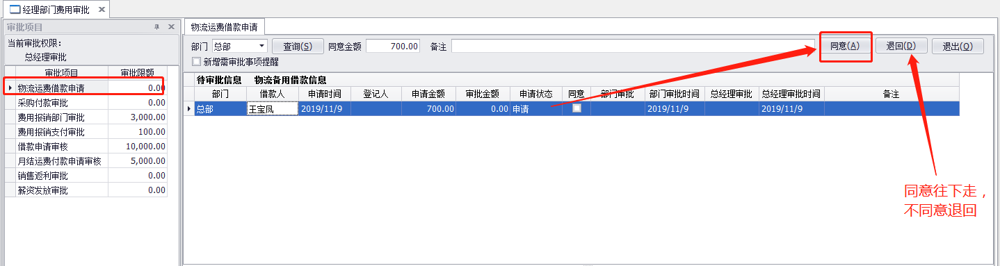 经理部门费用审批
审批项目
当前审批权限：
总经理审批
审批项目 审批限额
物流运费借款申请 0.00
采购付款审批 0.00
费用报销部门审批 3,000.00
费用报销支付审批 100.00
借款申请审核 10,000.00
月结运费付款申请审核 5,000.00
销售返利审批 0.00
薪资发放审批 0.00
物流运费借款申请
部门 总部 查询(S) 同意金额 700.00 备注 同意(A) 退回(D) 退出(Q)
新增需审批事项提醒
待审批信息 物流备用借款信息
部门 借款人 申请时间 登记人 申请金额 审批金额 申请状态 同意 部门审批 部门审批时间 总经理审批 总经理审批时间 备注
总部 王宝凤 2019/11/9 700.00 0.00 申请 2019/11/9 2019/11/9
同意往下走，
不同意退回